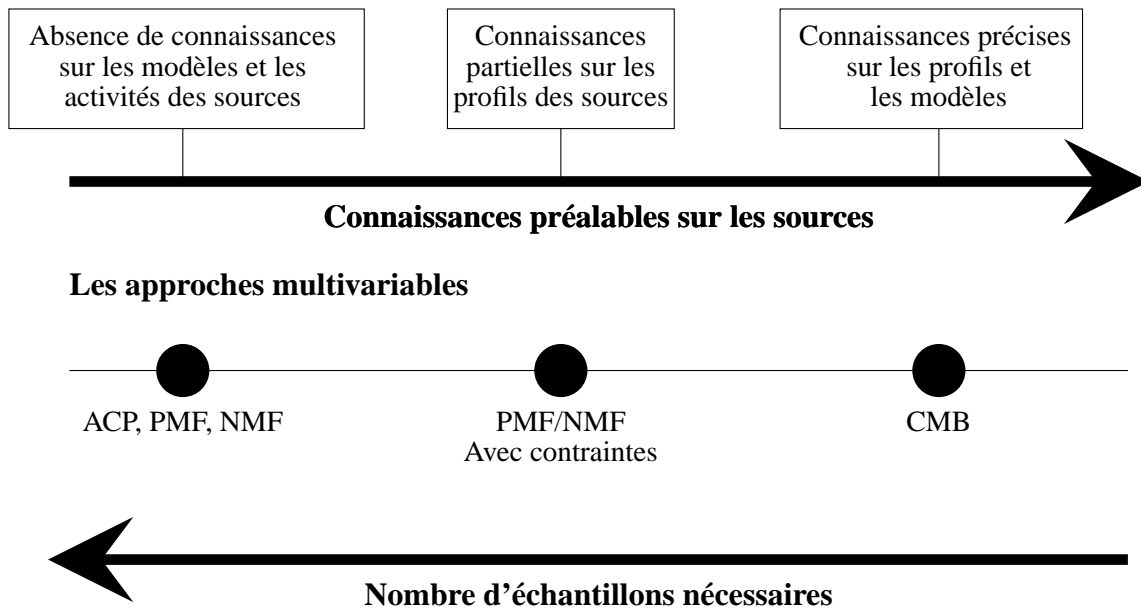 Absence de connaissances
sur les modèles et les
activités des sources
Connaissances
partielles sur les
profils des sources
Connaissances précises
sur les profils et
les modèles
Connaissances préalables sur les sources
Les approches multivariables
ACP, PMF, NMF
PMF/NMF
Avec contraintes
CMB
Nombre d'échantillons nécessaires